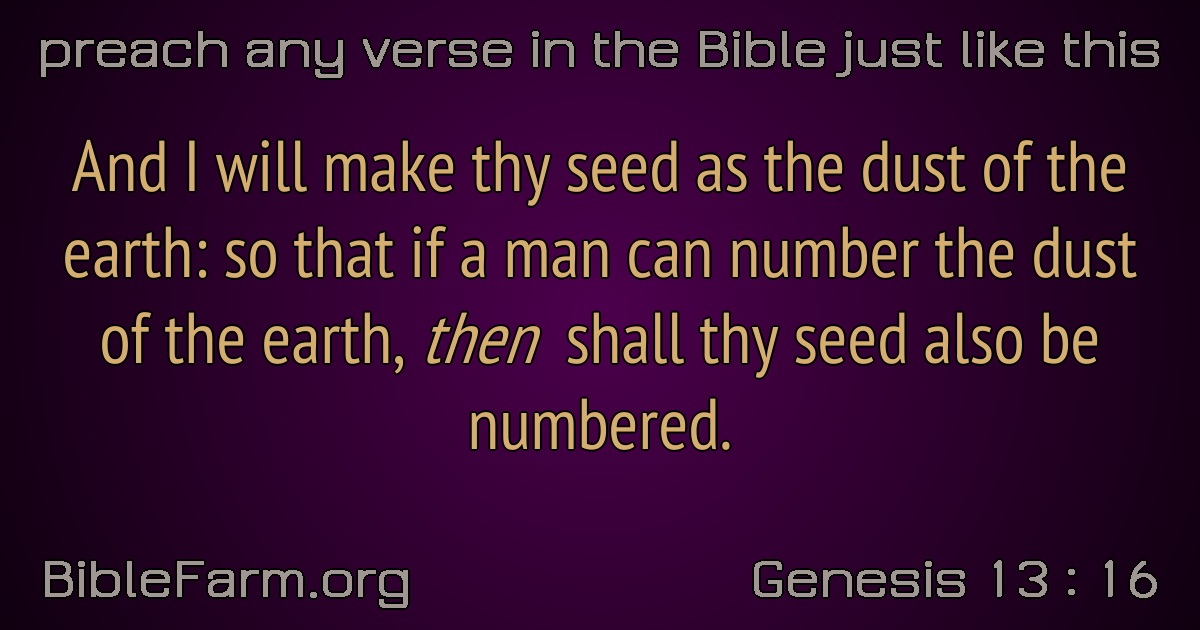 preach any verse in the Bible just like this
And I will make thy seed as the dust of the
earth: so that if a man can number the dust
of the earth, then shall thy seed also be
numbered.
BibleFarm.org
Genesis 13 : 16